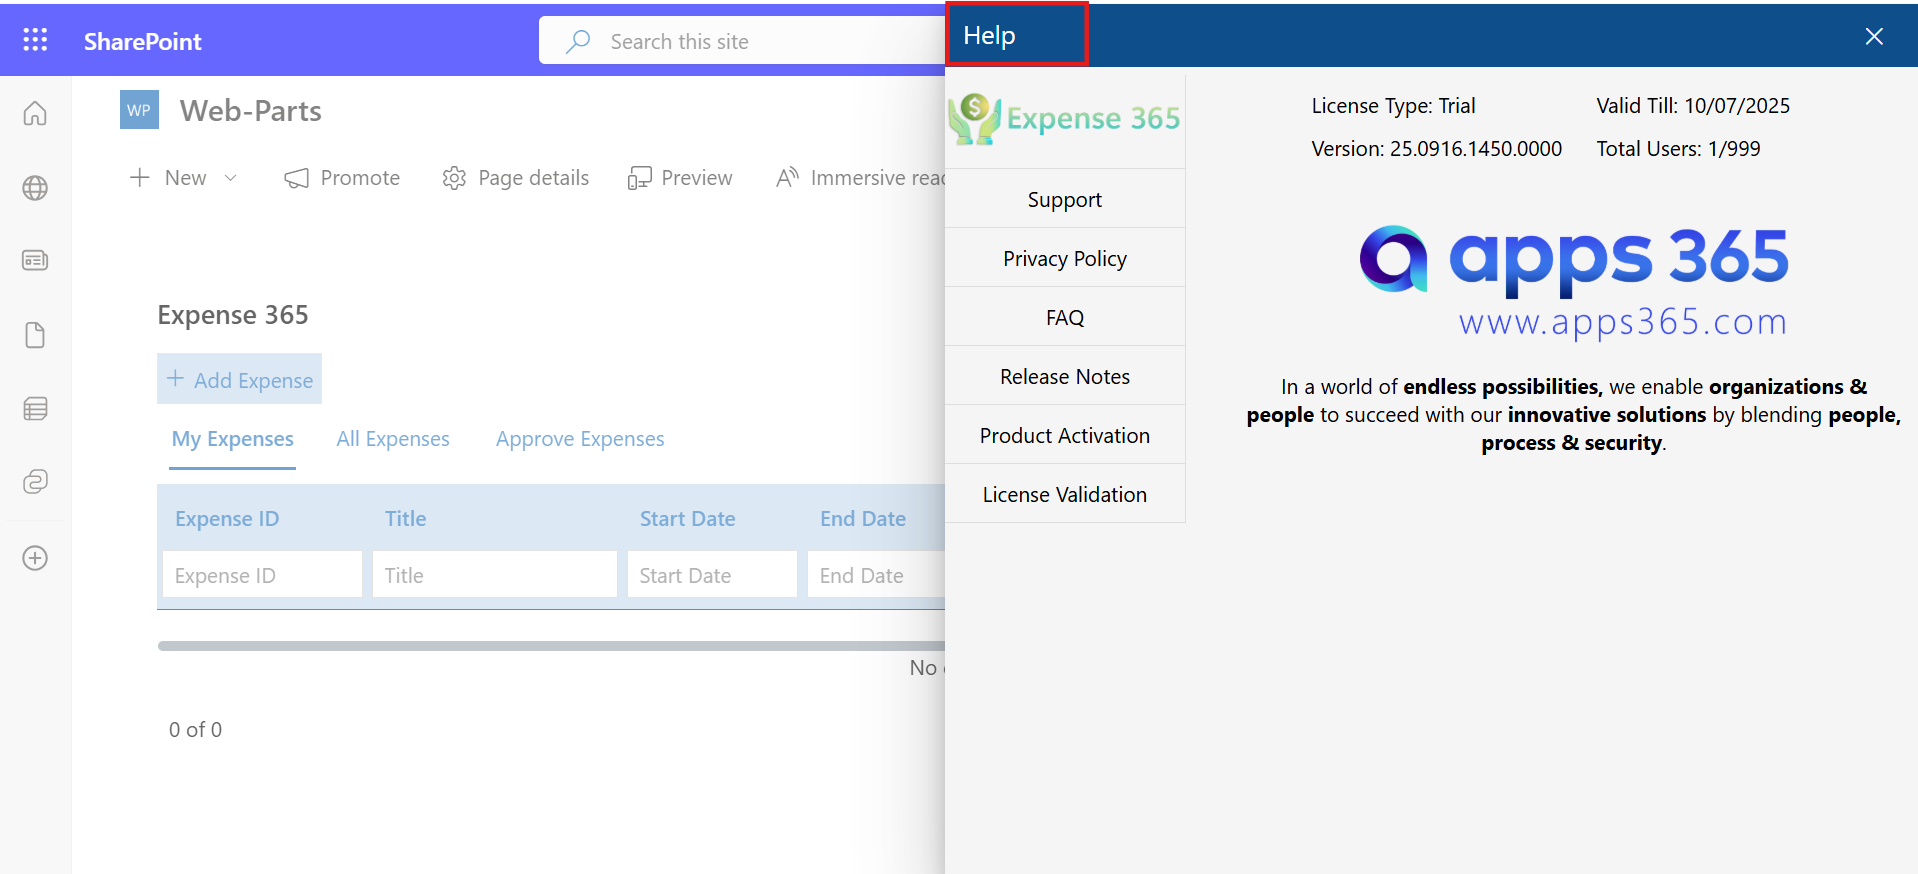 SharePoint
Search this site
WP
Web-Parts
New
Promote
Page details
Preview
Immersive
Expense 365
Add Expense
My Expenses
All Expenses
Approve Expenses
Expense ID
Title
Start Date
End Date
Expense ID
Title
Start Date
End Date
No
0 of 0
Help
Expense 365
Support
Privacy Policy
FAQ
Release Notes
Product Activation
License Validation
License Type: Trial
Valid Till: 10/07/2025
Version: 25.0916.1450.0000
Total Users: 1/999
apps 365
www.apps365.com
In a world of endless possibilities, we enable organizations &
people to succeed with our innovative solutions by blending people,
process & security.